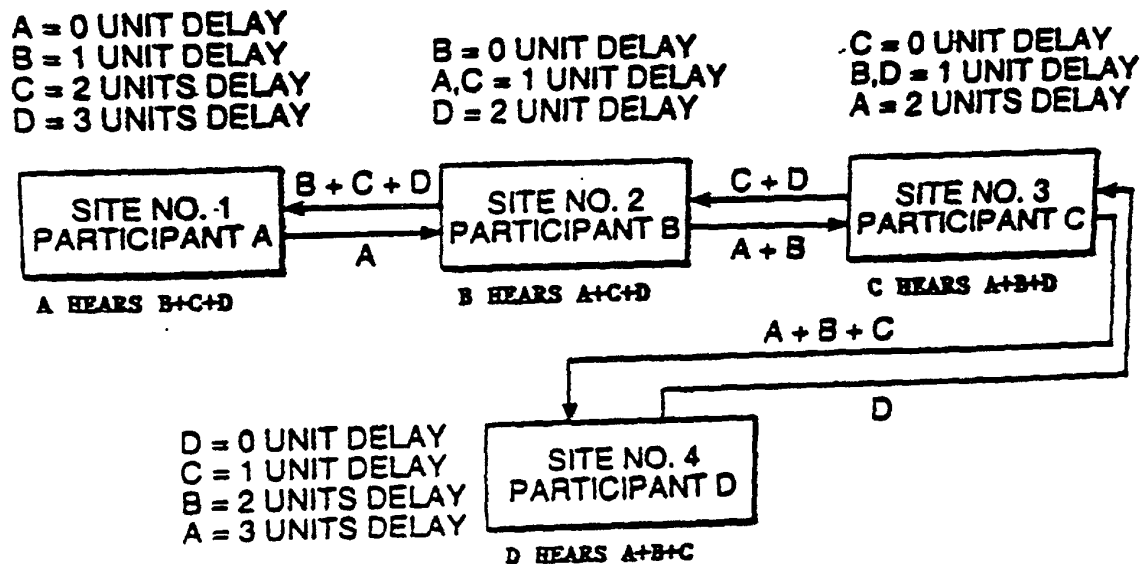 A = 0 UNIT DELAY
B = 1 UNIT DELAY
C = 2 UNITS DELAY
D = 3 UNITS DELAY
B = 0 UNIT DELAY
A,C = 1 UNIT DELAY
D = 2 UNIT DELAY
C = 0 UNIT DELAY
B,D = 1 UNIT DELAY
A = 2 UNITS DELAY
SITE NO. 1
PARTICIPANT A
B + C + D
A
SITE NO. 2
PARTICIPANT B
C + D
A + B
SITE NO. 3
PARTICIPANT C
A HEARS B+C+D
B HEARS A+C+D
C HEARS A+B+D
A + B + C
D
D = 0 UNIT DELAY
C = 1 UNIT DELAY
B = 2 UNITS DELAY
A = 3 UNITS DELAY
SITE NO. 4
PARTICIPANT D
D HEARS A+B+C